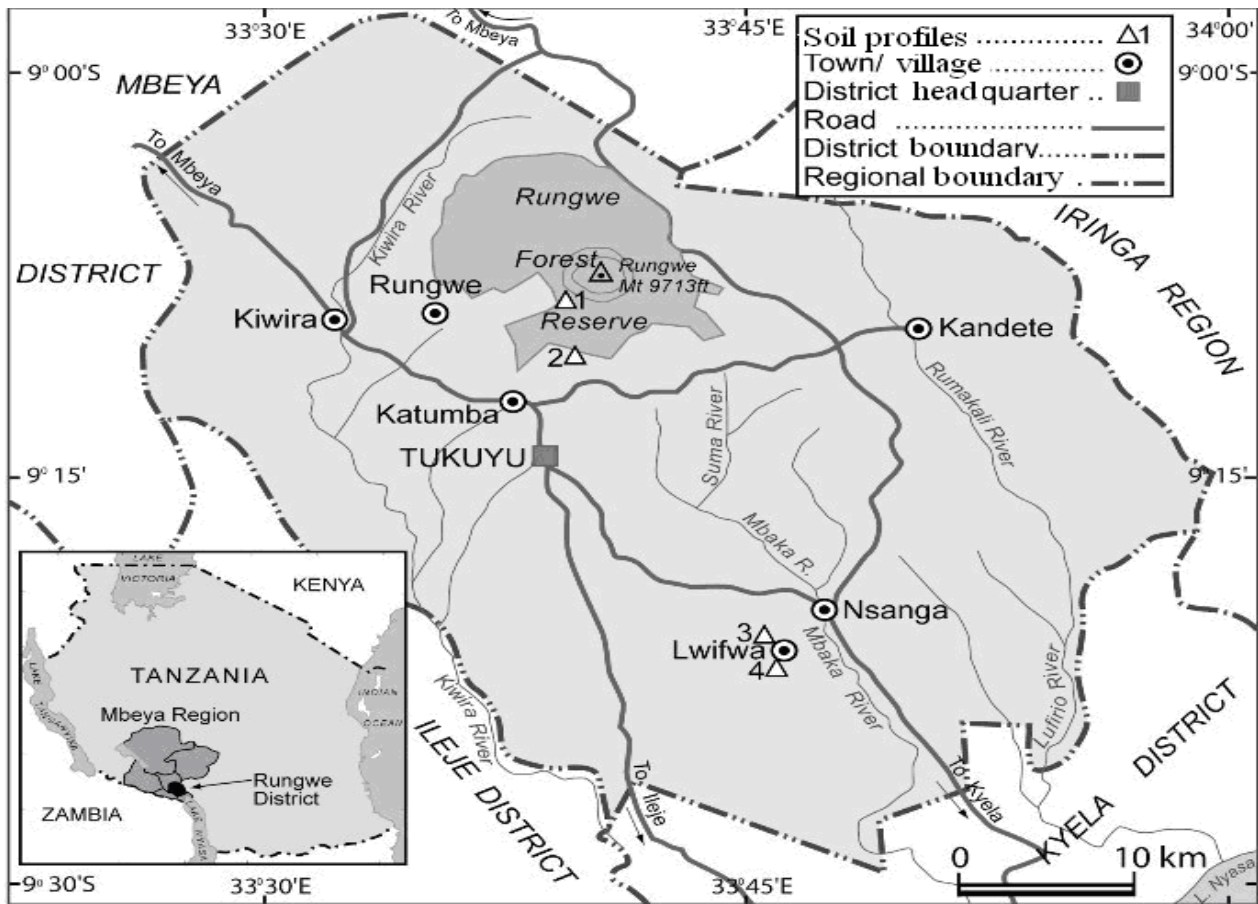 To Mbeya
33°30'
33°45'
34°00'
9°00'S
9°00'S
Soil profiles .............. △1
Town/ village ..............
District head quarter ..
Road ..............
District boundary.....
Regional boundary .
MBEYA
DISTRICT
To Mbeya
IRINGA REGION
Kiwira River
Rungwe
Forest
Reserve
Rungwe
Mt 9713ft
1
2
Rungwe
Kiwira
Kandete
Katumba
TUKUYU
Suma River
Rumakali River
9° 15'
9° 15'
Mbaka R.
Nsanga
3
Lwifwa
4
Mbaka River
Lufirio River
Kiwira River
ILEJE DISTRICT
To Ileje
To Kyela
KYELA DISTRICT
L. Nyasa
0 10 km
LAKE
VICTORIA
KENYA
TANZANIA
LAKE
TANGANYIKA
INDIAN
OCEAN
Mbeya Region
Rungwe
District
ZAMBIA
LAKE NYASA
9° 30'S
33°30'
33°45'